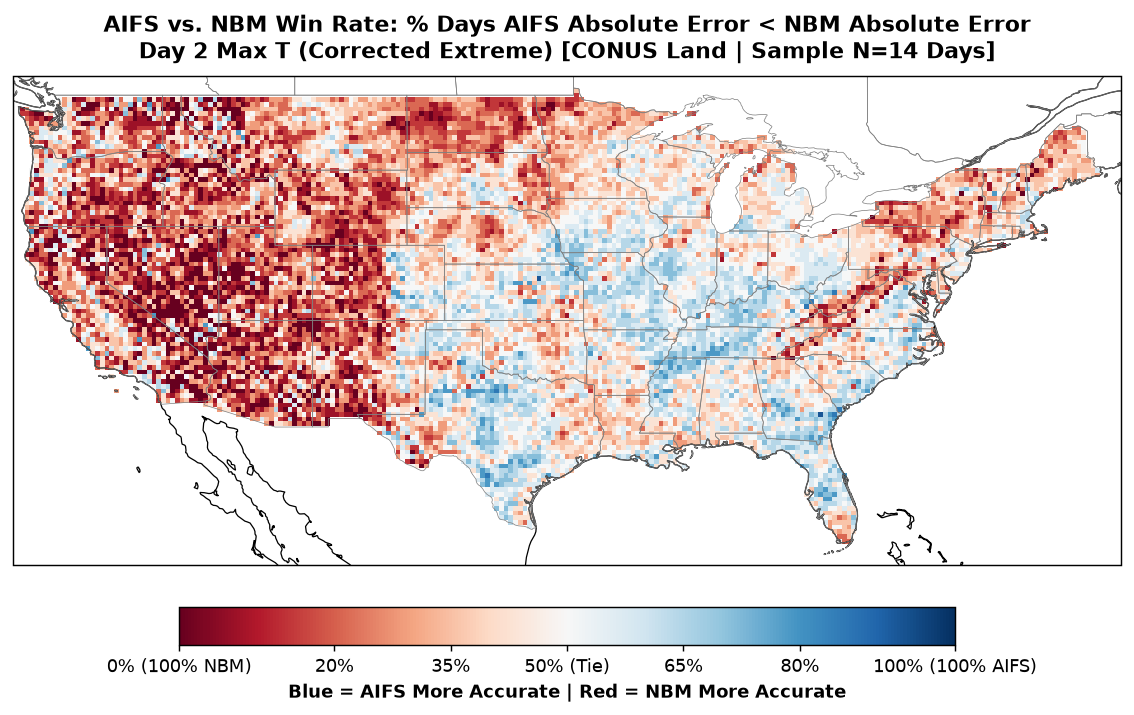 AIFS vs. NBM Win Rate: % Days AIFS Absolute Error < NBM Absolute Error
Day 2 Max T (Corrected Extreme) [CONUS Land | Sample N=14 Days]
0% (100% NBM) 20% 35% 50% (Tie) 65% 80% 100% (100% AIFS)
Blue = AIFS More Accurate | Red = NBM More Accurate